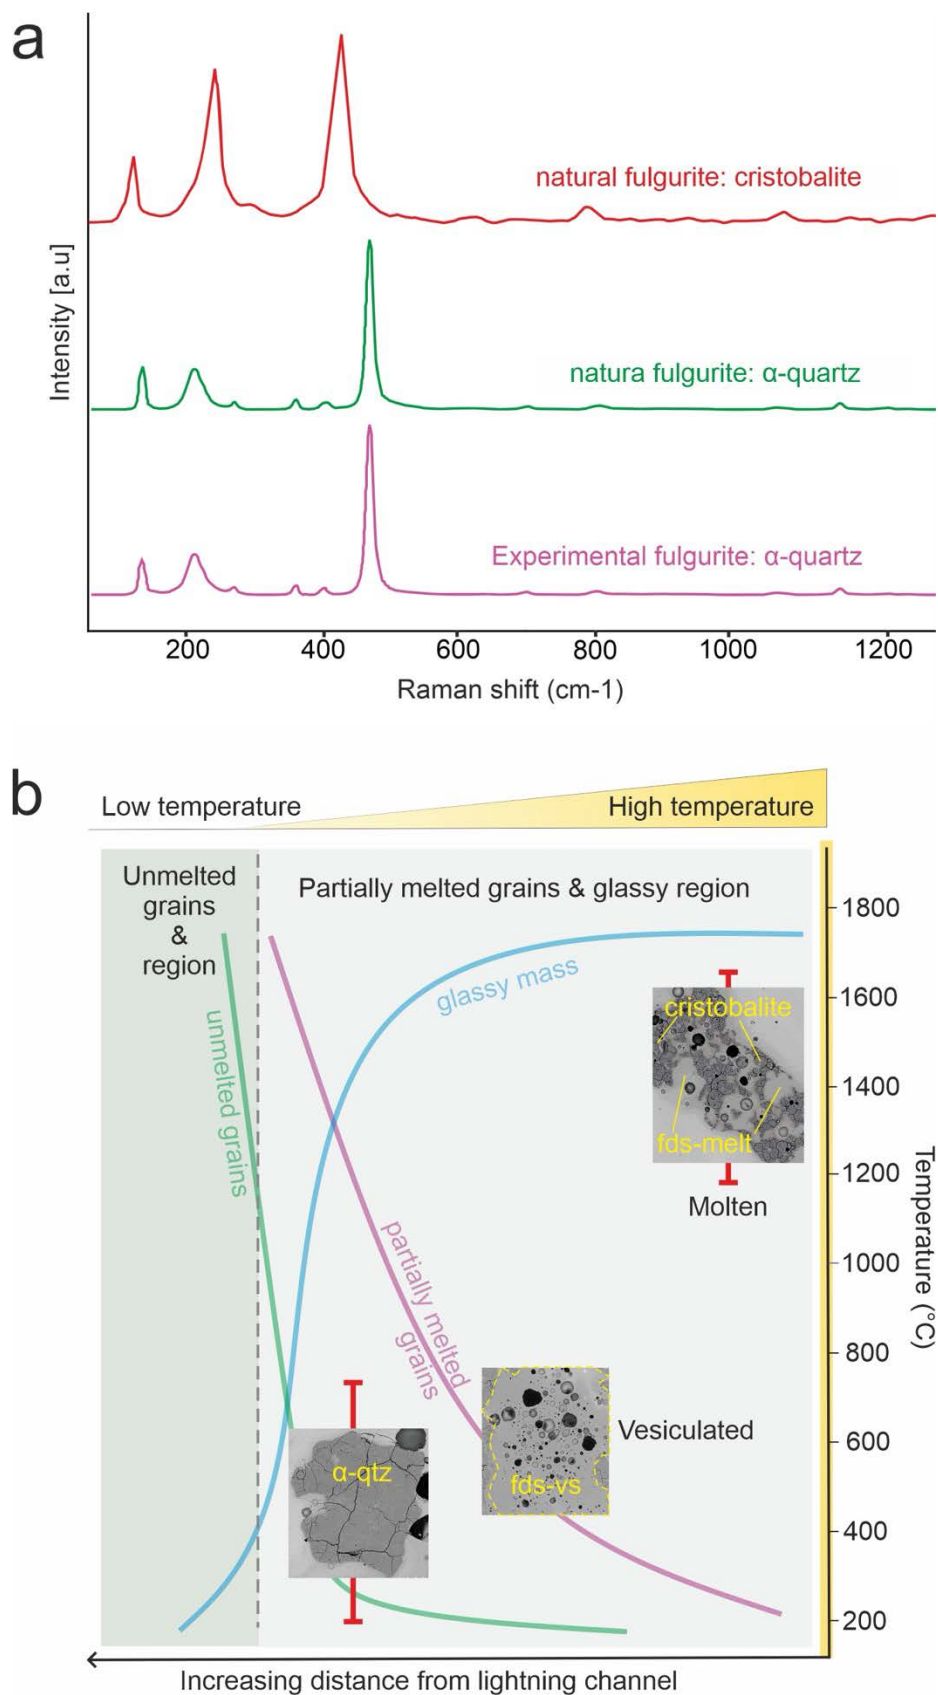 a
Intensity [a.u]
natural fulgurite: cristobalite
natura fulgurite: α-quartz
Experimental fulgurite: α-quartz
200 400 600 800 1000 1200
Raman shift (cm-1)
b
Low temperature High temperature
Unmelted
grains
&
region
Partially melted grains & glassy region
unmelted grains
glassy mass
partially melted
grains
cristobalite
fds-melt
Molten
α-qtz
fds-vs
Vesiculated
1800
1600
1400
1200
1000
800
600
400
200
Temperature (°C)
Increasing distance from lightning channel